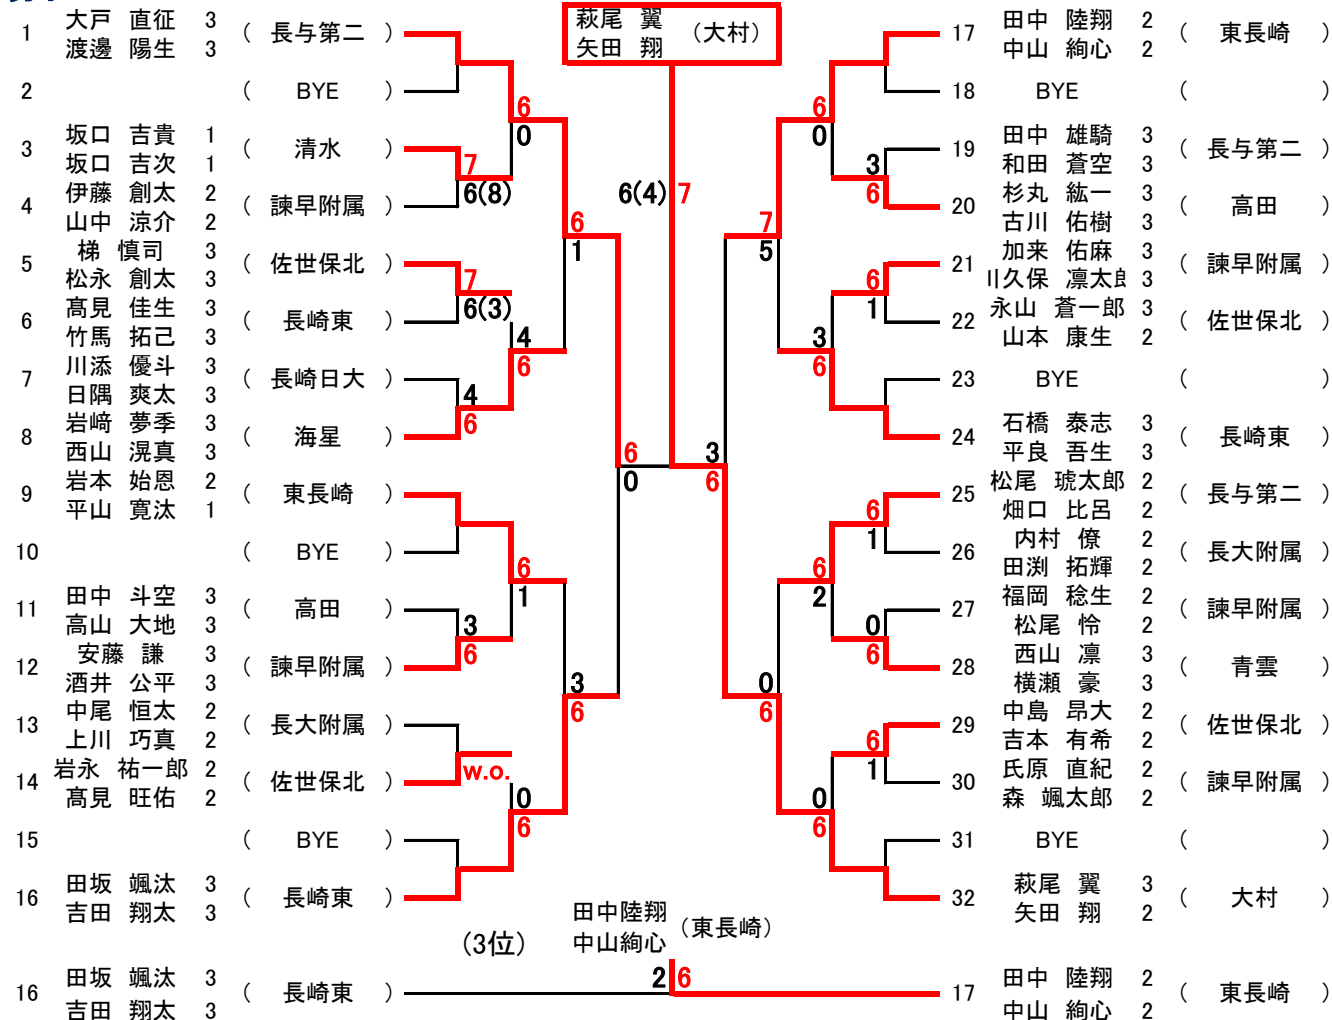 萩尾 翼
矢田 翔
(大村)
1 大戸 直征 3 ( 長与第二 )
渡邊 陽生 3
2 ( BYE )
3 坂口 吉貴 1 ( 清水 )
坂口 吉次 1
4 伊藤 創太 2 ( 諫早附属 )
山中 涼介 2
5 梯 慎司 3 ( 佐世保北 )
松永 創太 3
6 髙見 佳生 3 ( 長崎東 )
竹馬 拓己 3
7 川添 優斗 3 ( 長崎日大 )
日隅 爽太 3
8 岩﨑 夢季 3 ( 海星 )
西山 滉真 3
9 岩本 始恩 2 ( 東長崎 )
平山 寛汰 1
10 ( BYE )
11 田中 斗空 3 ( 高田 )
高山 大地 3
12 安藤 謙 3 ( 諫早附属 )
酒井 公平 3
13 中尾 恒太 2 ( 長大附属 )
上川 巧真 2
14 岩永 祐一郎 2 ( 佐世保北 )
髙見 旺佑 2
15 ( BYE )
16 田坂 颯汰 3 ( 長崎東 )
吉田 翔太 3
6
0
7
6(8)
6
1
7
6(3)
4
6
4
6
6
0
6
1
3
6
3
6
w.o.
0
6
6(4) 7
3
6
6
0
3
6
7
5
6
1
3
6
6
1
6
2
0
6
0
6
6
1
0
6
17 田中 陸翔 2 ( 東長崎 )
中山 絢心 2
18 BYE ( )
19 田中 雄騎 3 ( 長与第二 )
和田 蒼空 3
20 杉丸 紘一 3 ( 高田 )
古川 佑樹 3
21 加来 佑麻 3 ( 諫早附属 )
川久保 凛太郎 3
22 永山 蒼一郎 3 ( 佐世保北 )
山本 康生 2
23 BYE ( )
24 石橋 泰志 3 ( 長崎東 )
平良 吾生 3
25 松尾 琥太郎 2 ( 長与第二 )
畑口 比呂 2
26 内村 僚 2 ( 長大附属 )
田渕 拓輝 2
27 福岡 稔生 2 ( 諫早附属 )
松尾 怜 2
28 西山 凛 3 ( 青雲 )
横瀬 豪 3
29 中島 昂大 2 ( 佐世保北 )
吉本 有希 2
30 氏原 直紀 2 ( 諫早附属 )
森 颯太郎 2
31 BYE ( )
32 萩尾 翼 3 ( 大村 )
矢田 翔 2
(3位)
田中陸翔
中山絢心
(東長崎)
16 田坂 颯汰 3 ( 長崎東 )
吉田 翔太 3
2 6
17 田中 陸翔 2 ( 東長崎 )
中山 絢心 2